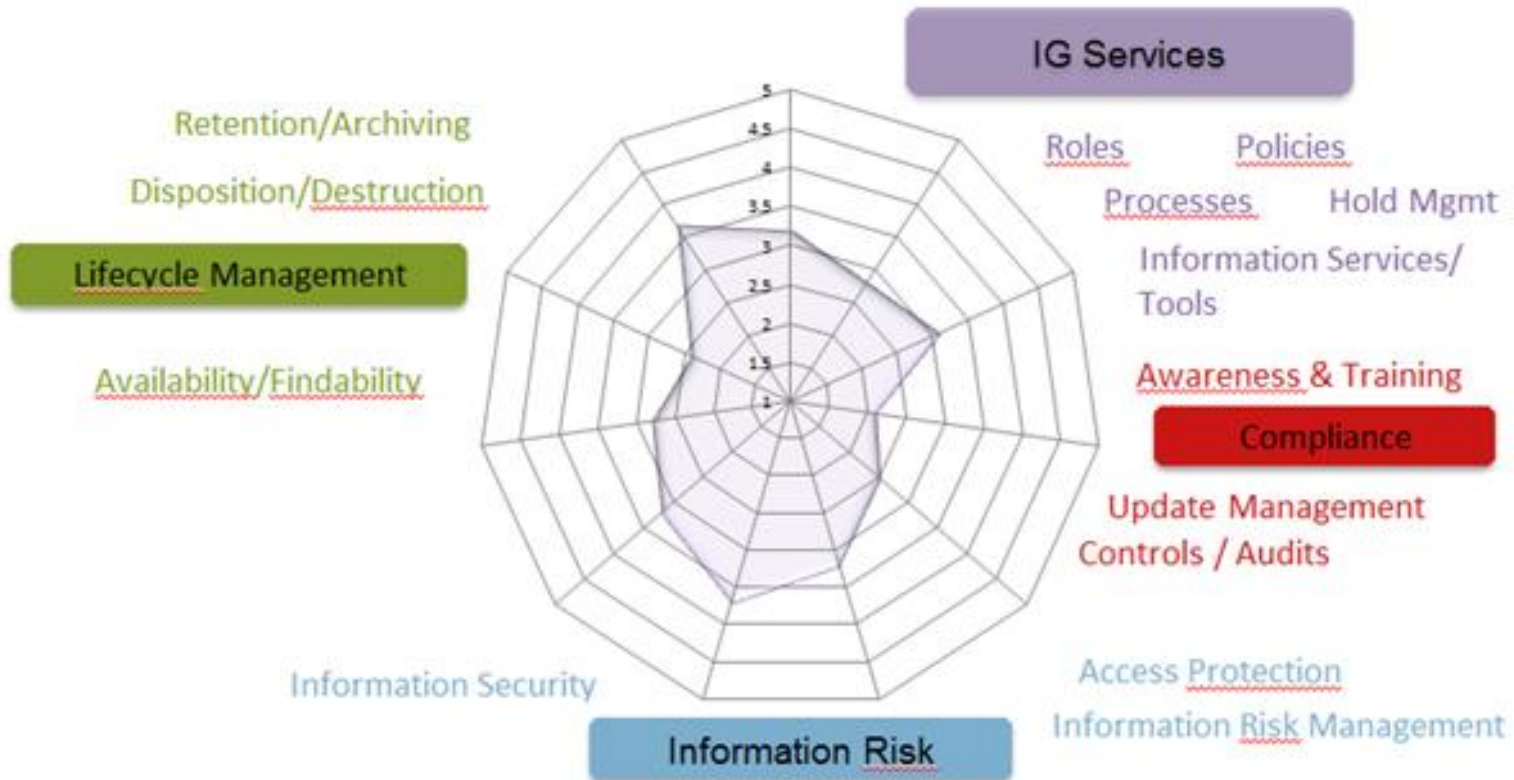 IG Services
Retention/Archiving
Disposition/Destruction
Lifecycle Management
Availability/Findability
5
4.5
4
3.5
3
2.5
2
1.5
1
Roles Policies
Processes Hold Mgmt
Information Services/
Tools
Awareness & Training
Compliance
Update Management
Controls / Audits
Information Security
Access Protection
Information Risk Management
Information Risk